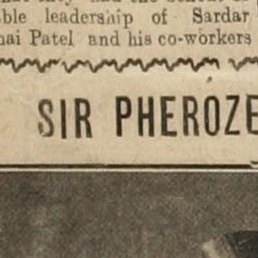 ble leadership of Sardar
hai Patel and his co-workers
SIR PHEROZE